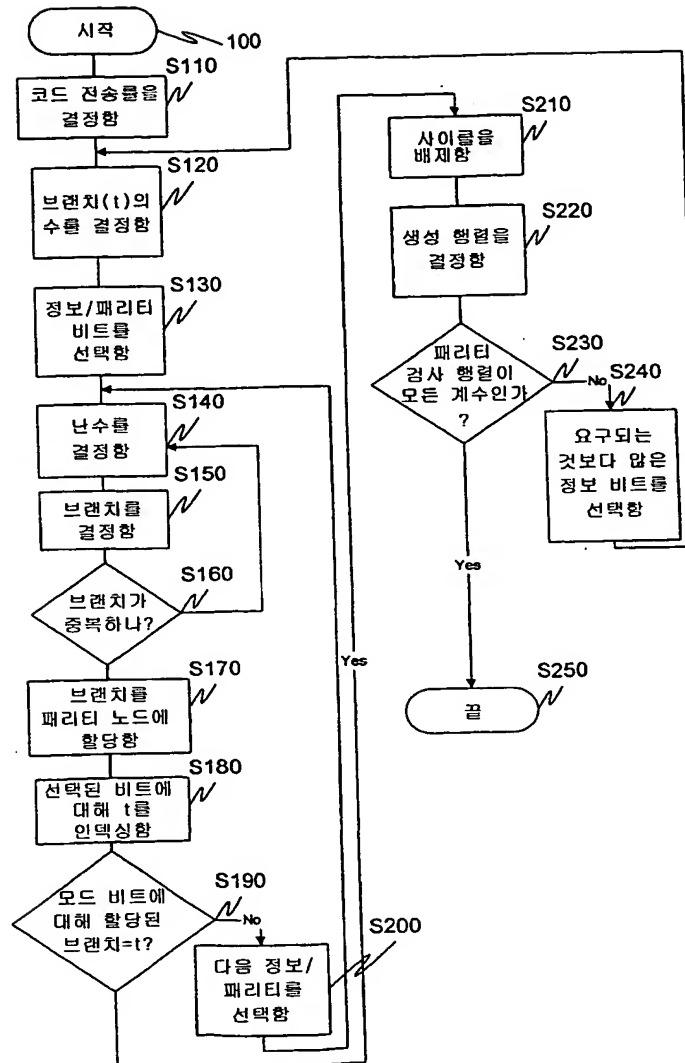 시작
100
S110
코드 전송률을
결정함
S120
브랜치(t)의
수를 결정함
S130
정보/패리티
비트를
선택함
S140
난수를
결정함
S150
브랜치를
결정함
S160
브랜치가
중복하나?
S170
브랜치를
패리티 노드에
할당함
S180
선택된 비트에
대해 t를
인덱싱함
S190
모드 비트에
대해 할당된
브랜치=t?
No
S200
다음 정보/
패리티를
선택함
Yes
S210
사이클을
배제함
S220
생성 행렬을
결정함
S230
패리티
검사 행렬이
모든 계수인가
?
No
S240
요구되는
것보다 많은
정보 비트를
선택함
Yes
S250
끝